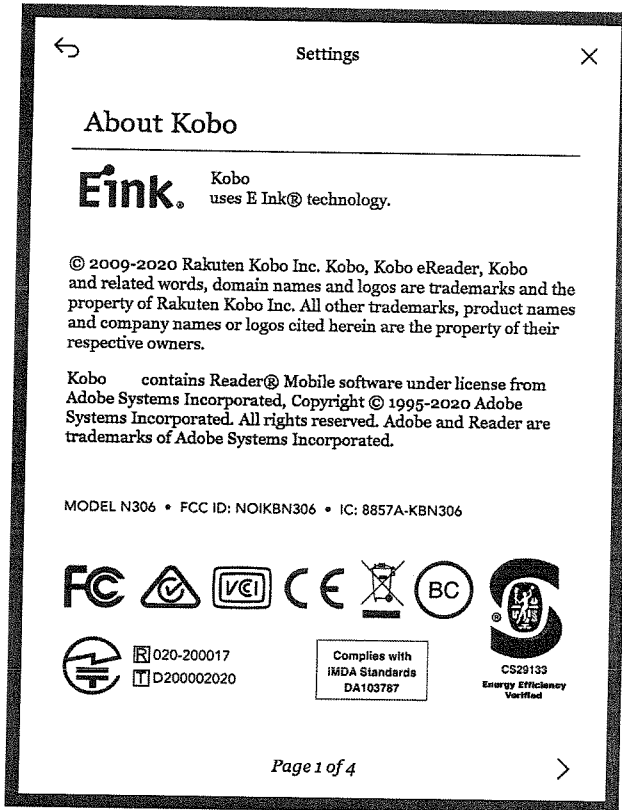 Settings
About Kobo
Eink®
Kobo
uses E Ink® technology.
© 2009-2020 Rakuten Kobo Inc. Kobo, Kobo eReader, Kobo
and related words, domain names and logos are trademarks and the
property of Rakuten Kobo Inc. All other trademarks, product names
and company names or logos cited herein are the property of their
respective owners.
Kobo contains Reader® Mobile software under license from
Adobe Systems Incorporated, Copyright © 1995-2020 Adobe
Systems Incorporated. All rights reserved. Adobe and Reader are
trademarks of Adobe Systems Incorporated.
MODEL N306 • FCC ID: NOIKBN306 • IC: 8857A-KBN306
FC VCI CE BC ®
R 020-200017
T D200002020
Complies with
IMDA Standards
DA103787
CS29133
Energy Efficiency
Verified
Page 1 of 4